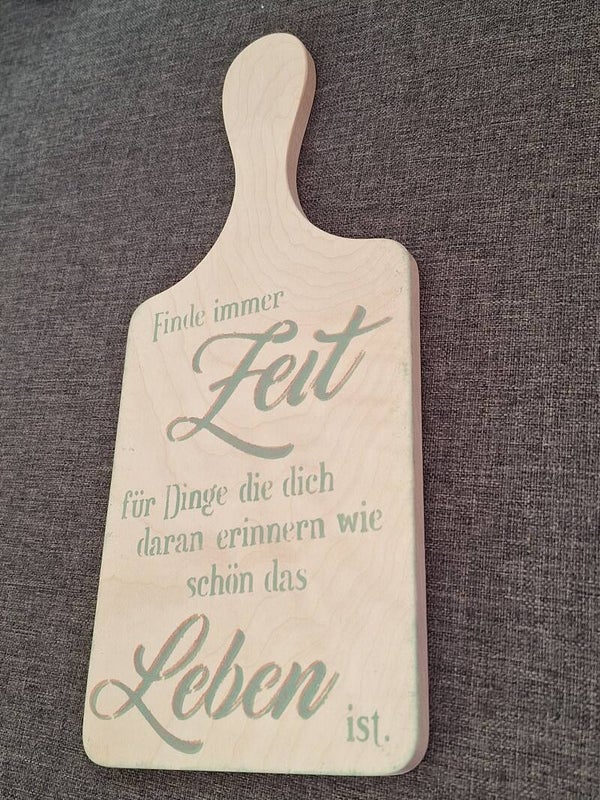 Finde immer
Zeit
für Dinge die dich
daran erinnern wie
schön das
Leben
ist.